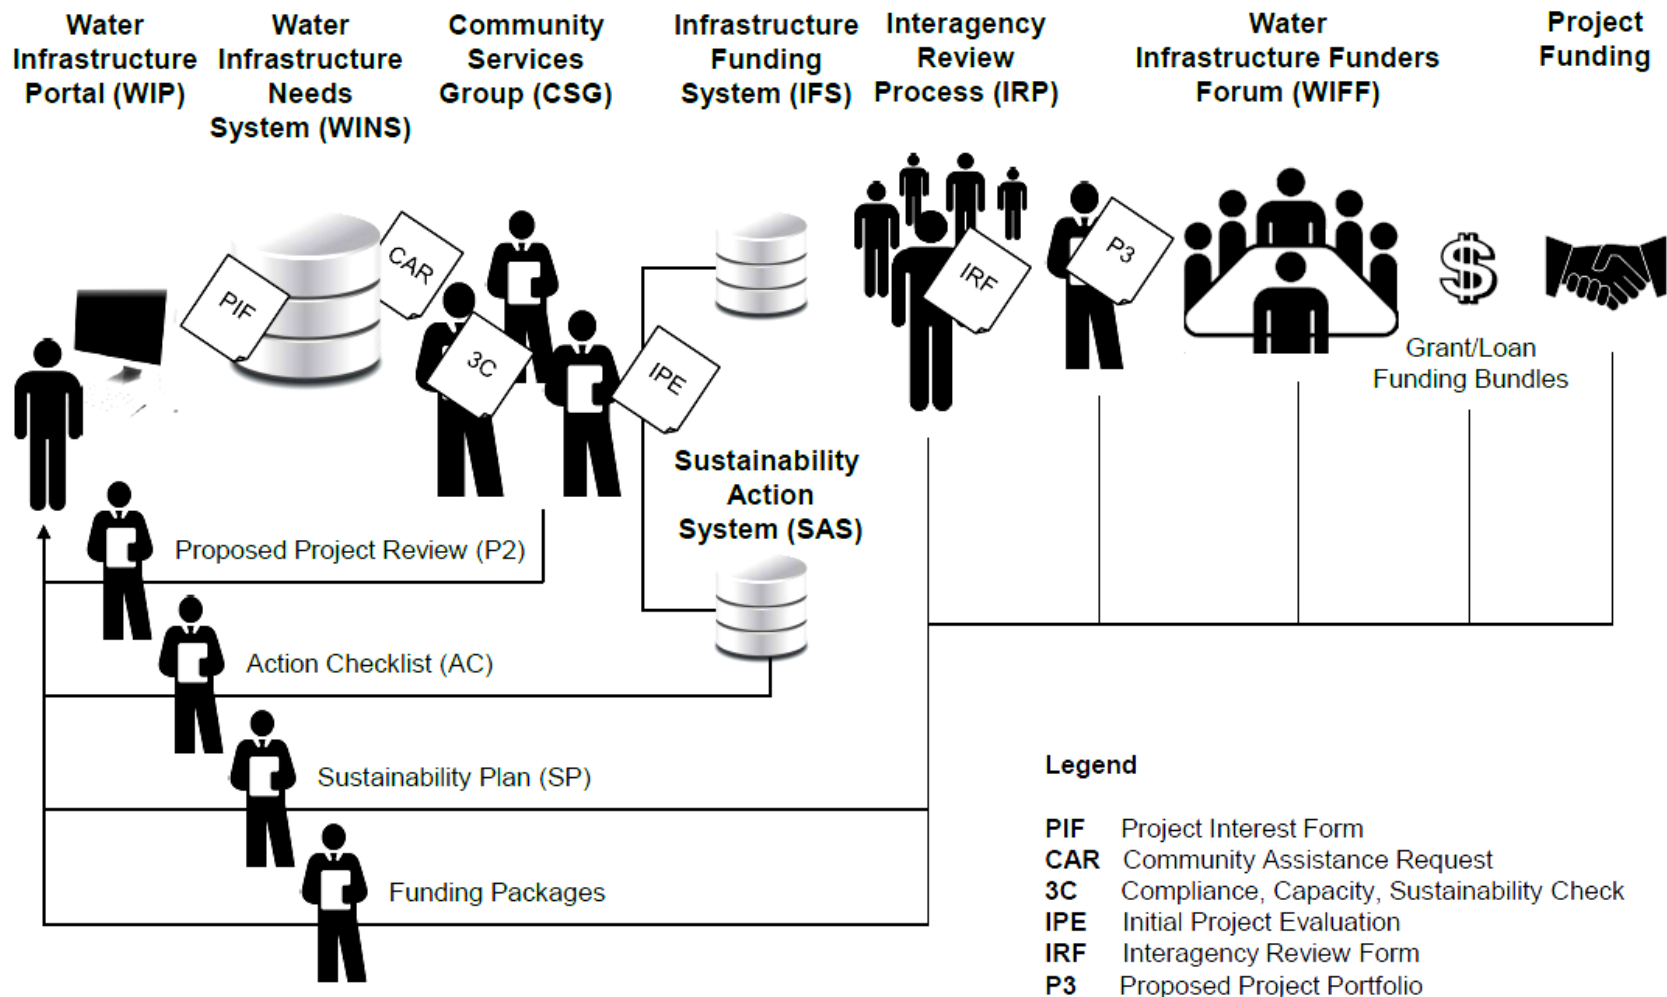 Water
Infrastructure
Portal (WIP)
Water
Infrastructure
Needs
System (WINS)
Community
Services
Group (CSG)
Infrastructure
Funding
System (IFS)
Interagency
Review
Process (IRP)
Water
Infrastructure Funders
Forum (WIFF)
Project
Funding
PIF
CAR
3C
IPE
IRF
P3
$
Grant/Loan
Funding Bundles
Sustainability
Action
System (SAS)
Proposed Project Review (P2)
Action Checklist (AC)
Sustainability Plan (SP)
Funding Packages
Legend
PIF Project Interest Form
CAR Community Assistance Request
3C Compliance, Capacity, Sustainability Check
IPE Initial Project Evaluation
IRF Interagency Review Form
P3 Proposed Project Portfolio